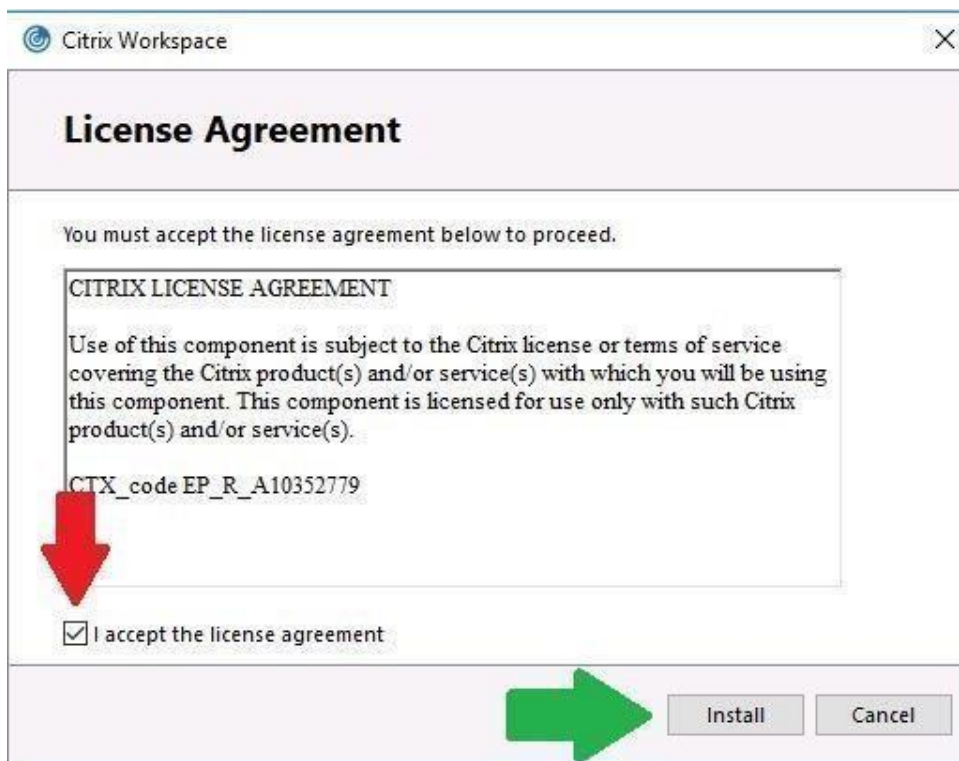 Citrix Workspace
License Agreement
You must accept the license agreement below to proceed.
CITRIX LICENSE AGREEMENT
Use of this component is subject to the Citrix license or terms of service
covering the Citrix product(s) and/or service(s) with which you will be using
this component. This component is licensed for use only with such Citrix
product(s) and/or service(s).
CTX_code EP_R_A10352779
I accept the license agreement
Install
Cancel